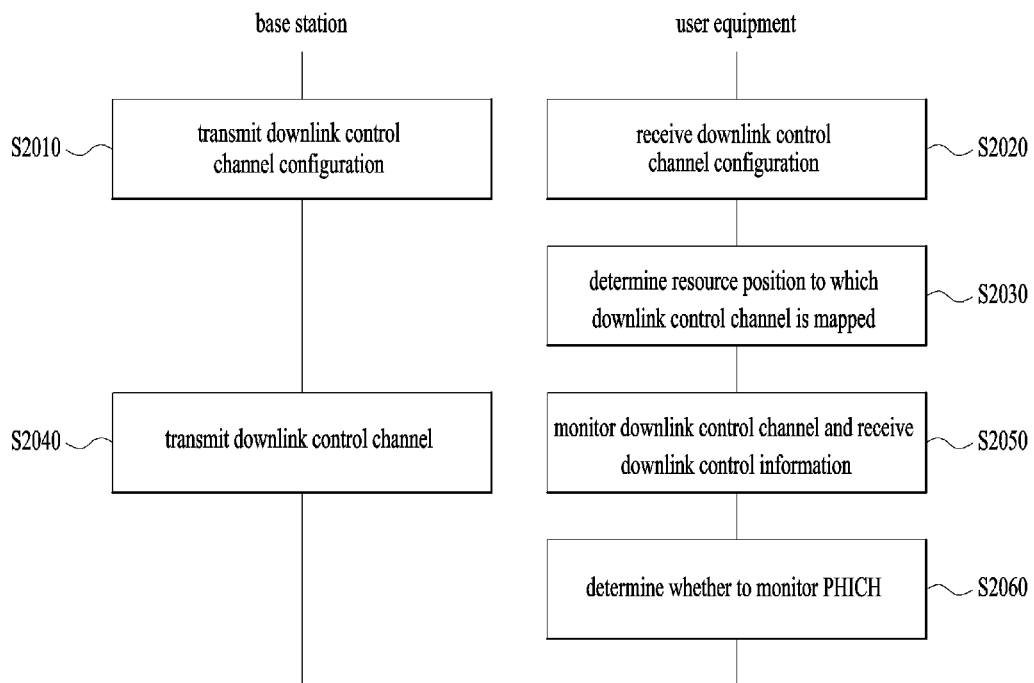 base station
user equipment
S2010
transmit downlink control
channel configuration
receive downlink control
channel configuration
S2020
determine resource position to which
downlink control channel is mapped
S2030
S2040
transmit downlink control channel
monitor downlink control channel and receive
downlink control information
S2050
determine whether to monitor PHICH
S2060